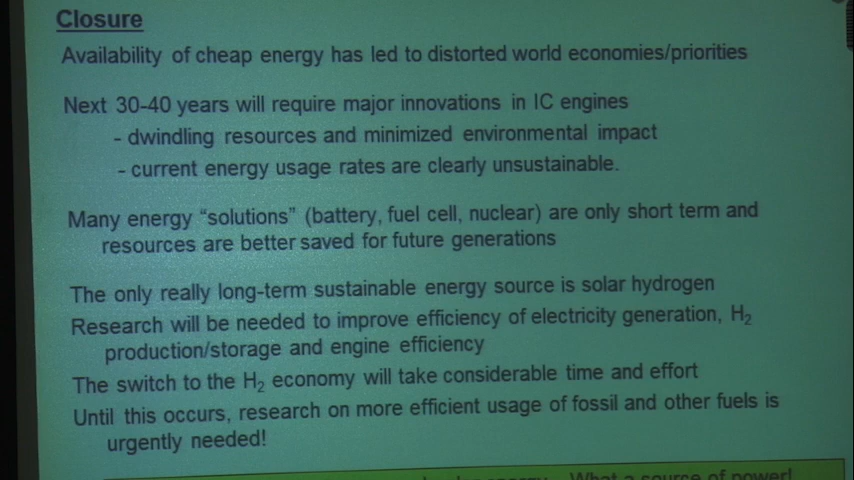 Closure
Availability of cheap energy has led to distorted world economies/priorities
Next 30-40 years will require major innovations in IC engines
- dwindling resources and minimized environmental impact
- current energy usage rates are clearly unsustainable.
Many energy “solutions” (battery, fuel cell, nuclear) are only short term and
resources are better saved for future generations
The only really long-term sustainable energy source is solar hydrogen
Research will be needed to improve efficiency of electricity generation, H₂
production/storage and engine efficiency
The switch to the H₂ economy will take considerable time and effort
Until this occurs, research on more efficient usage of fossil and other fuels is
urgently needed!
What a source of power!